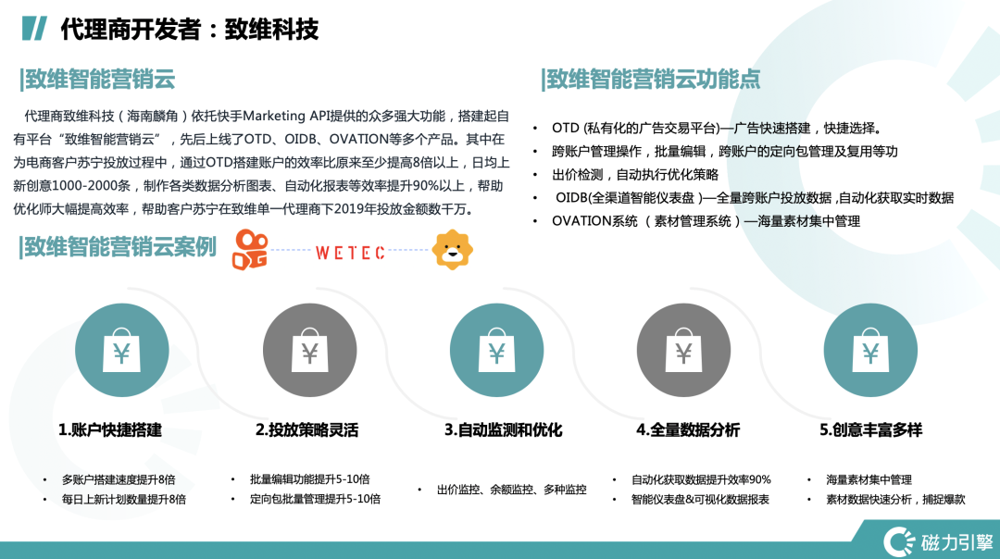 代理商开发者：致维科技
致维智能营销云
代理商致维科技（海南麟角）依托快手Marketing API提供的众多强大功能，搭建起自
有平台“致维智能营销云”，先后上线了OTD、OIDB、OVATION等多个产品。其中在
为电商客户苏宁投放过程中，通过OTD搭建账户的效率比原来至少提高8倍以上，日均上
新创意1000-2000条，制作各类数据分析图表、自动化报表等效率提升90%以上，帮助
优化师大幅提高效率，帮助客户苏宁在致维单一代理商下2019年投放金额数千万。
致维智能营销云功能点
• OTD (私有化的广告交易平台)—广告快速搭建，快捷选择。
• 跨账户管理操作，批量编辑，跨账户的定向包管理及复用等功
• 出价检测，自动执行优化策略
• OIDB(全渠道智能仪表盘 )—全量跨账户投放数据 ,自动化获取实时数据
• OVATION系统 （ 素材管理系统 ）—海量素材集中管理
致维智能营销云案例
WETEC
1.账户快捷搭建
• 多账户搭建速度提升8倍
• 每日上新计划数量提升8倍
2.投放策略灵活
• 批量编辑功能提升5-10倍
• 定向包批量管理提升5-10倍
3.自动监测和优化
• 出价监控、余额监控、多种监控
4.全量数据分析
• 自动化获取数据提升效率90%
• 智能仪表盘&可视化数据报表
5.创意丰富多样
• 海量素材集中管理
• 素材数据快速分析，捕捉爆款
磁力引擎